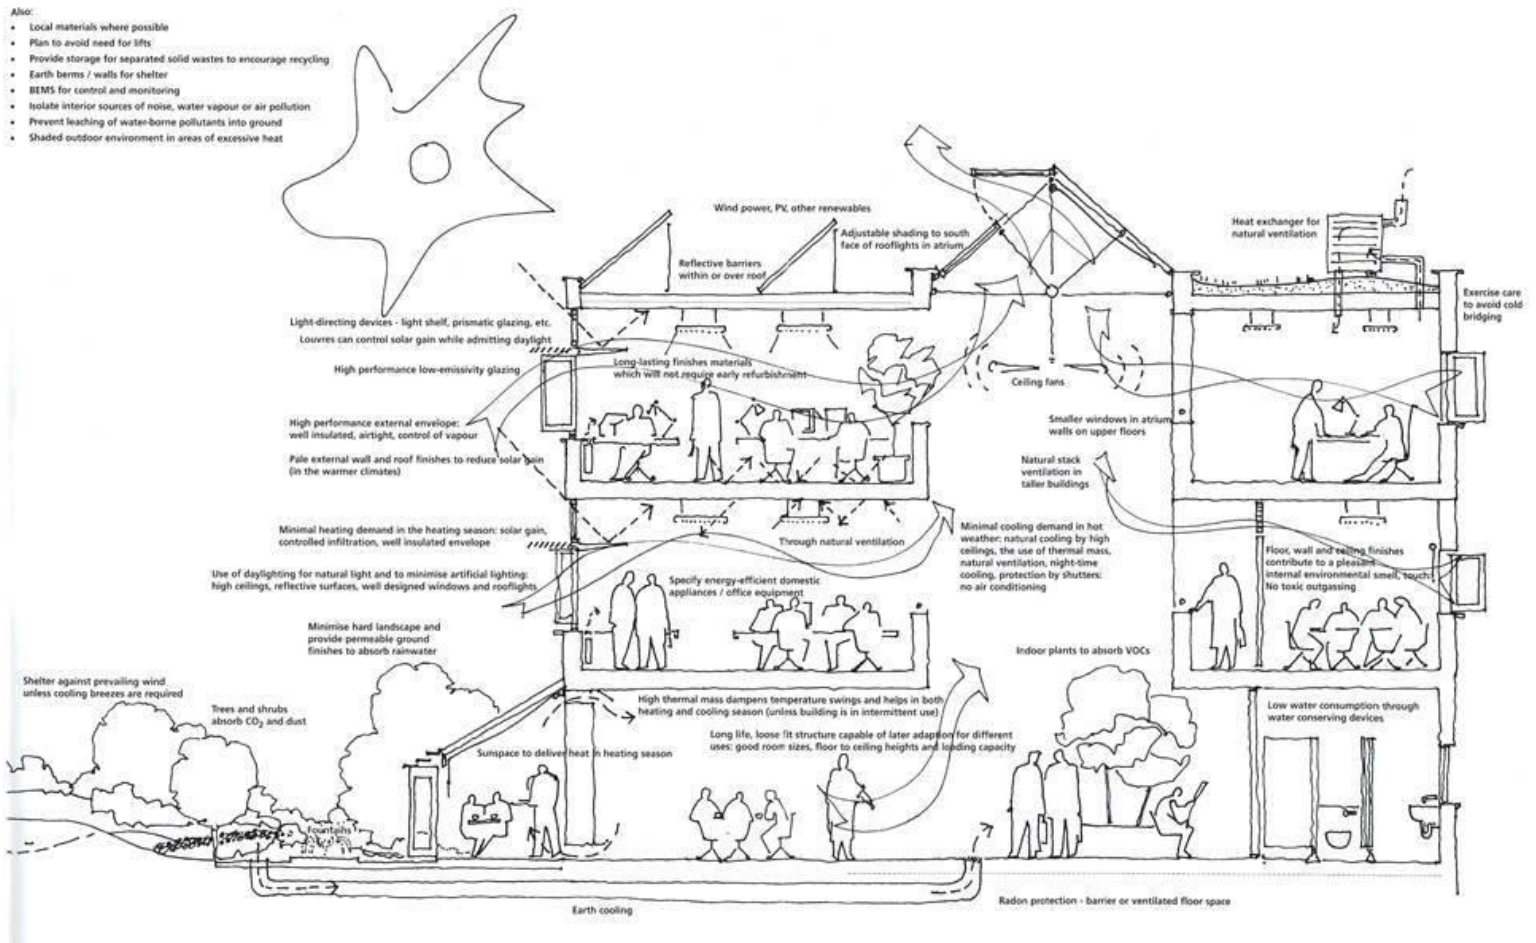 Also:
• Local materials where possible
• Plan to avoid need for lifts
• Provide storage for separated solid wastes to encourage recycling
• Earth berms / walls for shelter
• BEMS for control and monitoring
• Isolate interior sources of noise, water vapour or air pollution
• Prevent leaching of water-borne pollutants into ground
• Shaded outdoor environment in areas of excessive heat
Wind power, PV, other renewables
Adjustable shading to south
face of rooflights in atrium
Reflective barriers
within or over roof
Heat exchanger for
natural ventilation
Exercise care
to avoid cold
bridging
Light-directing devices - light shelf, prismatic glazing, etc.
Louvres can control solar gain while admitting daylight
High performance low-emissivity glazing
Long-lasting finishes materials
which will not require early refurbishment
Ceiling fans
High performance external envelope:
well insulated, airtight, control of vapour
Pale external wall and roof finishes to reduce solar gain
(in the warmer climates)
Smaller windows in atrium
walls on upper floors
Natural stack
ventilation in
taller buildings
Minimal heating demand in the heating season: solar gain,
controlled infiltration, well insulated envelope
Through natural ventilation
Minimal cooling demand in hot
weather: natural cooling by high
ceilings, the use of thermal mass,
natural ventilation, night-time
cooling, protection by shutters:
no air conditioning
Floor, wall and ceiling finishes
contribute to a pleasant
internal environmental smell, touch:
No toxic outgassing
Use of daylighting for natural light and to minimise artificial lighting:
high ceilings, reflective surfaces, well designed windows and rooflights
Specify energy-efficient domestic
appliances / office equipment
Minimise hard landscape and
provide permeable ground
finishes to absorb rainwater
Indoor plants to absorb VOCs
Shelter against prevailing wind
unless cooling breezes are required
Trees and shrubs
absorb CO2 and dust
High thermal mass dampens temperature swings and helps in both
heating and cooling season (unless building is in intermittent use)
Low water consumption through
water conserving devices
Long life, loose fit structure capable of later adaption for different
uses: good room sizes, floor to ceiling heights and loading capacity
Sunspace to deliver heat in heating season
Fountains
Earth cooling
Radon protection - barrier or ventilated floor space